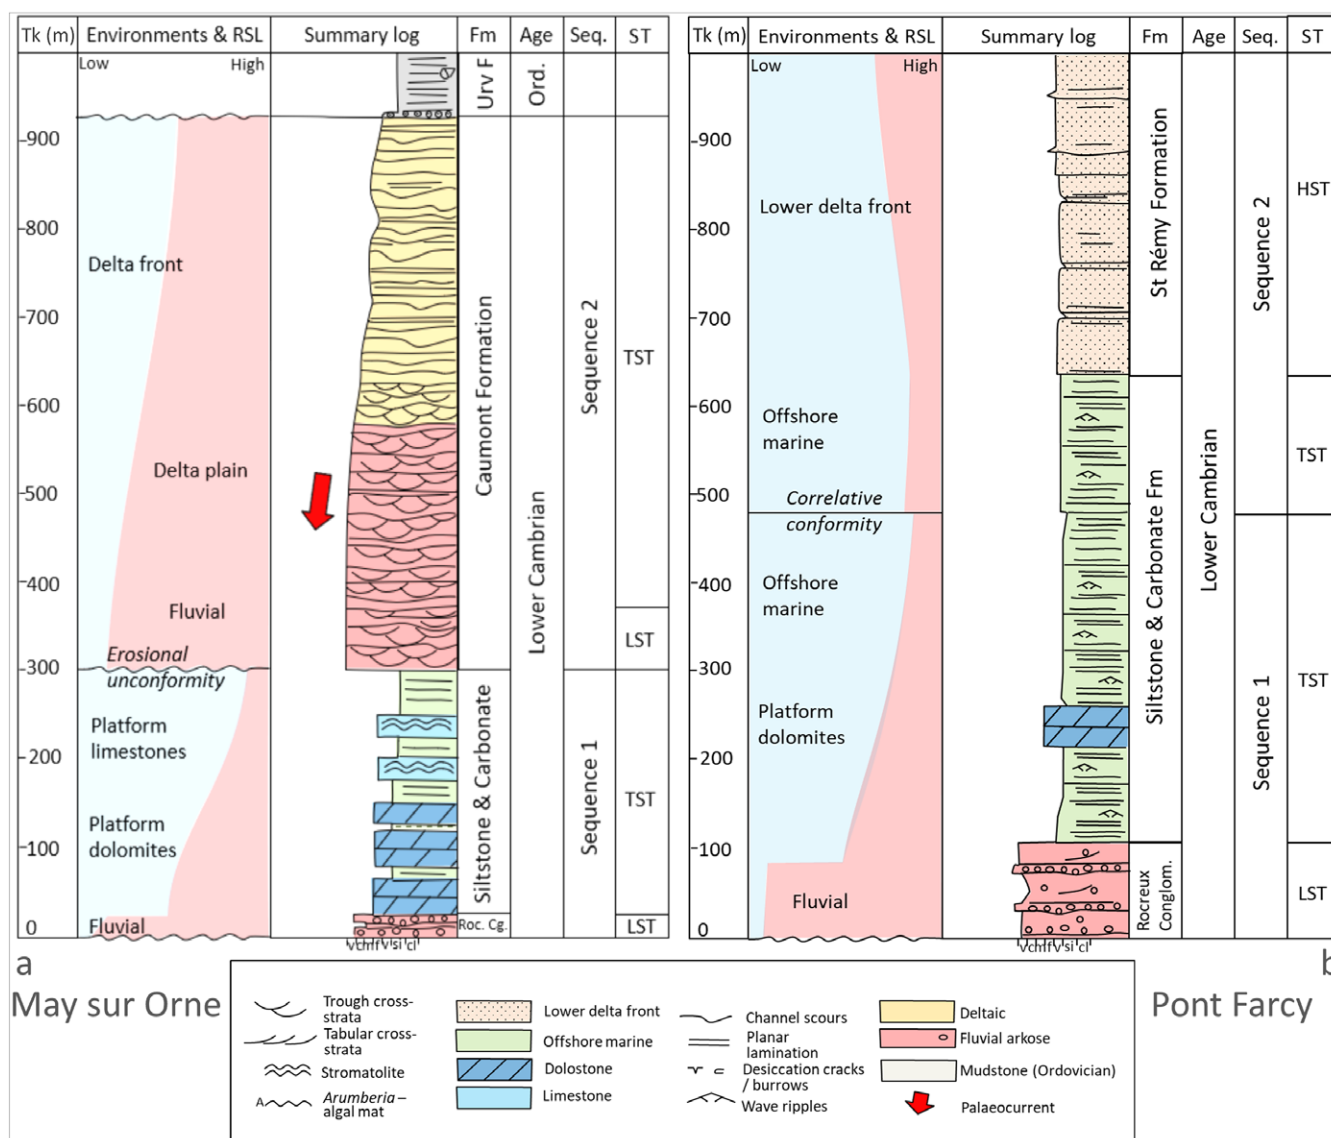 Tk (m) Environments & RSL Summary log Fm Age Seq. ST
Low High
Urv F
Ord.
900
800
Delta front
700
600
Delta plain
500
400
Fluvial
Erosional
300
unconformity
Platform
limestones
200
Platform
dolomites
100
Fluvial
0
Caumont Formation
Siltstone & Carbonate
Roc. Cg.
Lower Cambrian
Sequence 2
Sequence 1
TST
LST
TST
LST
a
May sur Orne
Tk (m) Environments & RSL Summary log Fm Age Seq. ST
Low High
900
Lower delta front
800
700
600
Offshore
marine
500
Correlative
conformity
400
Offshore
marine
300
Platform
dolomites
200
100
Fluvial
0
St Rémy Formation
Siltstone & Carbonate Fm
Rocreux
Conglom.
Lower Cambrian
Sequence 2
Sequence 1
HST
TST
TST
LST
b
Pont Farcy
Trough cross-
strata
Tabular cross-
strata
Stromatolite
A
Arumberia –
algal mat
Lower delta front
Offshore marine
Dolostone
Limestone
Channel scours
Planar
lamination
Desiccation cracks
/ burrows
Wave ripples
Deltaic
Fluvial arkose
Mudstone (Ordovician)
Palaeocurrent